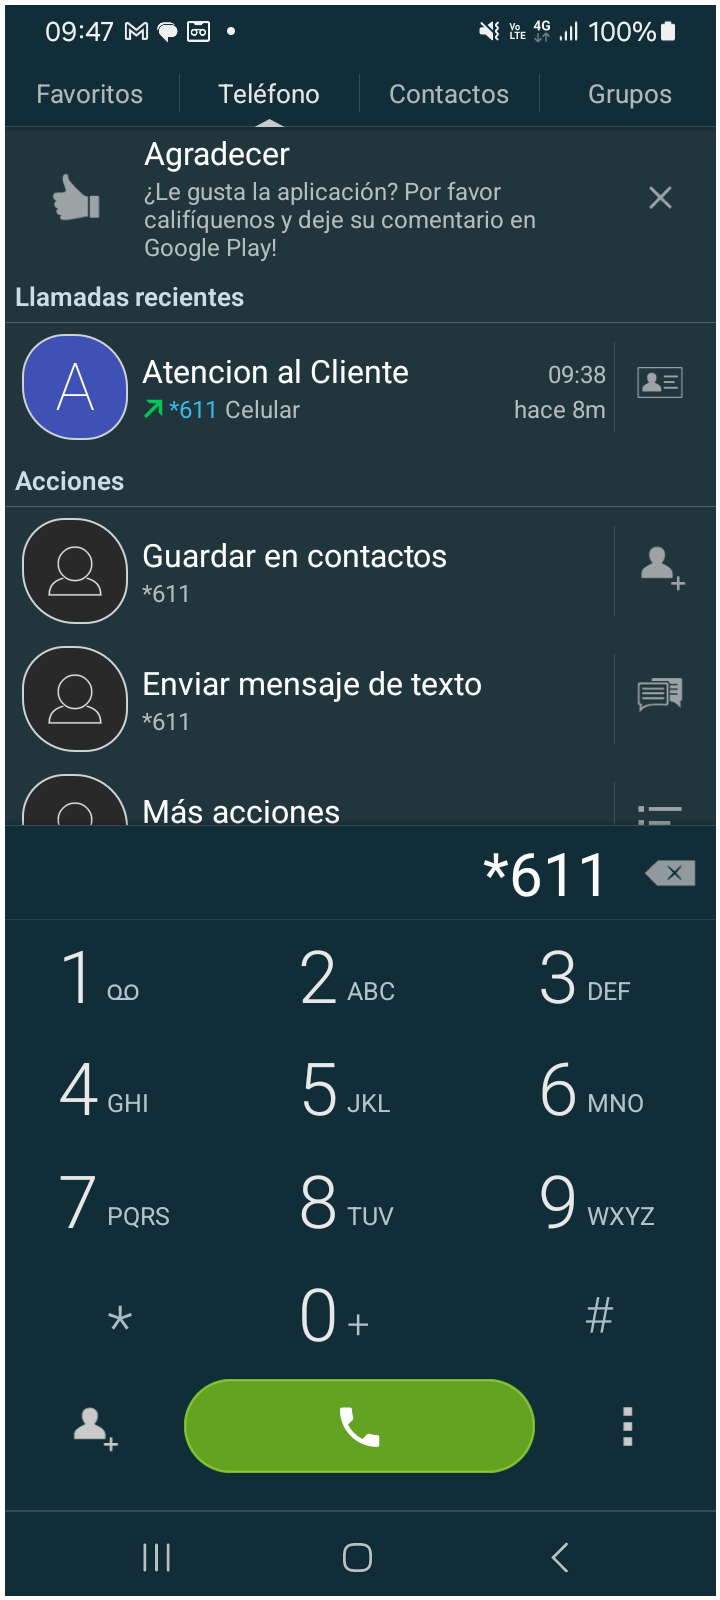 09:47
Vo LTE 4G 100%
Favoritos Teléfono Contactos Grupos
Agradecer
¿Le gusta la aplicación? Por favor
califíquenos y deje su comentario en
Google Play!
Llamadas recientes
A
Atencion al Cliente 09:38
*611 Celular hace 8m
Acciones
Guardar en contactos
*611
Enviar mensaje de texto
*611
Más acciones
*611
1 2 ABC 3 DEF
4 GHI 5 JKL 6 MNO
7 PQRS 8 TUV 9 WXYZ
* 0 + #